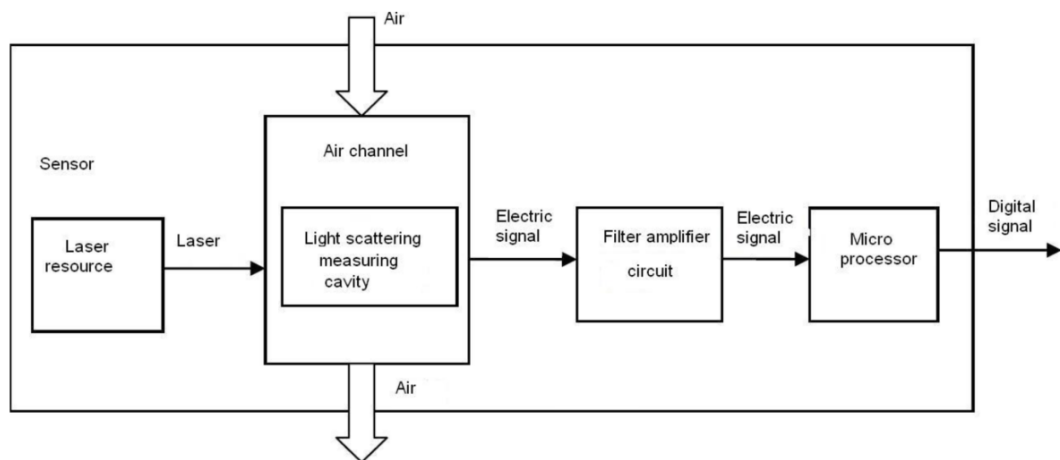 Air
Sensor
Air channel
Laser
resource
Laser
Light scattering
measuring
cavity
Electric
signal
Filter amplifier
circuit
Electric
signal
Micro
processor
Digital
signal
Air